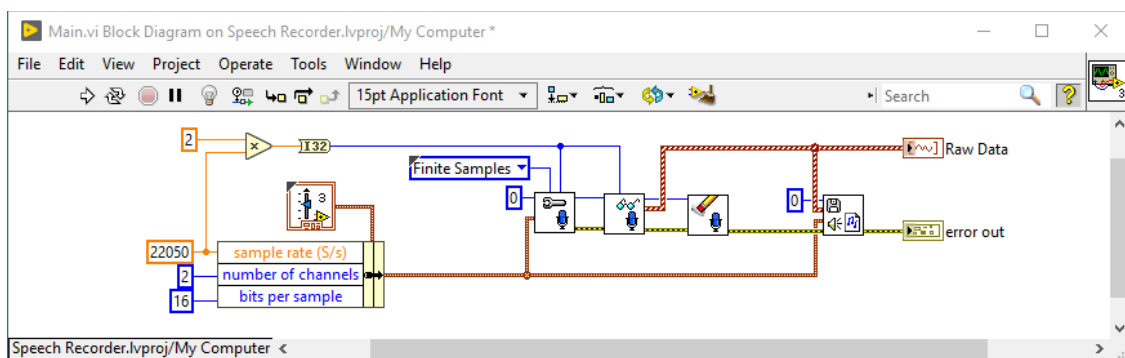 Main.vi Block Diagram on Speech Recorder.lvproj/My Computer *
File Edit View Project Operate Tools Window Help
15pt Application Font
Search
3
2
x
I32
Finite Samples
Raw Data
3
0
0
22050
sample rate (S/s)
error out
2
number of channels
16
bits per sample
Speech Recorder.lvproj/My Computer